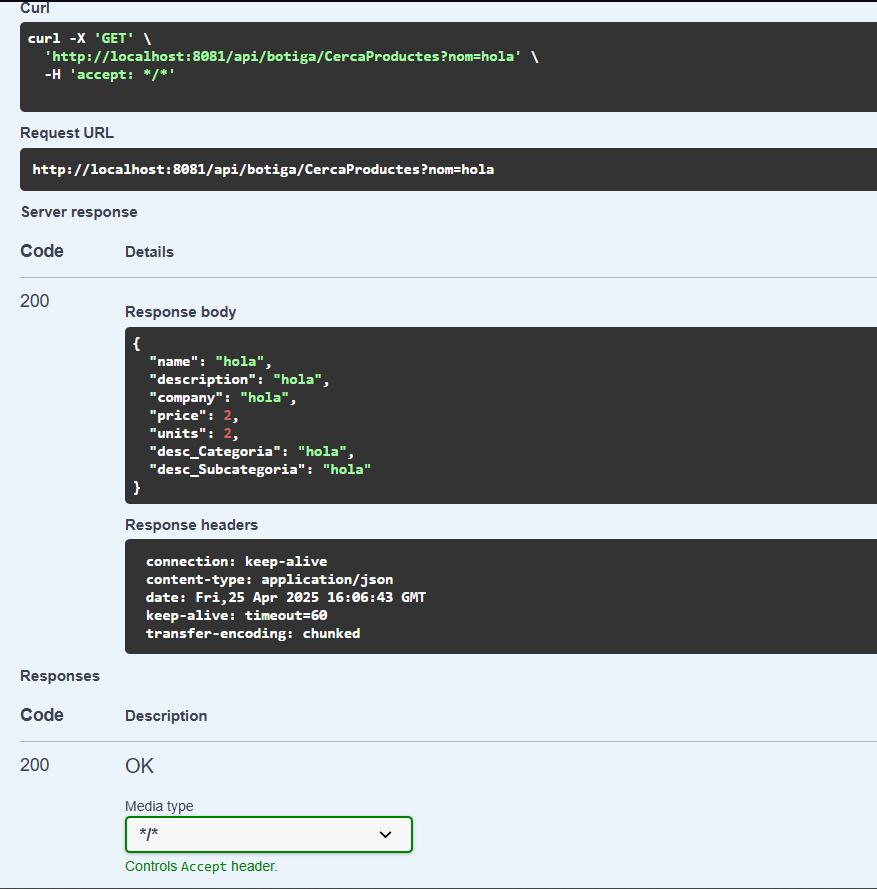 Curl
curl -X 'GET' \
'http://localhost:8081/api/botiga/CercaProductes?nom=hola' \
-H 'accept: */*'
Request URL
http://localhost:8081/api/botiga/CercaProductes?nom=hola
Server response
Code Details
200
Response body
{
"name": "hola",
"description": "hola",
"company": "hola",
"price": 2,
"units": 2,
"desc_Categoria": "hola",
"desc_Subcategoria": "hola"
}
Response headers
connection: keep-alive
content-type: application/json
date: Fri,25 Apr 2025 16:06:43 GMT
keep-alive: timeout=60
transfer-encoding: chunked
Responses
Code Description
200 OK
Media type
*/*
Controls Accept header.